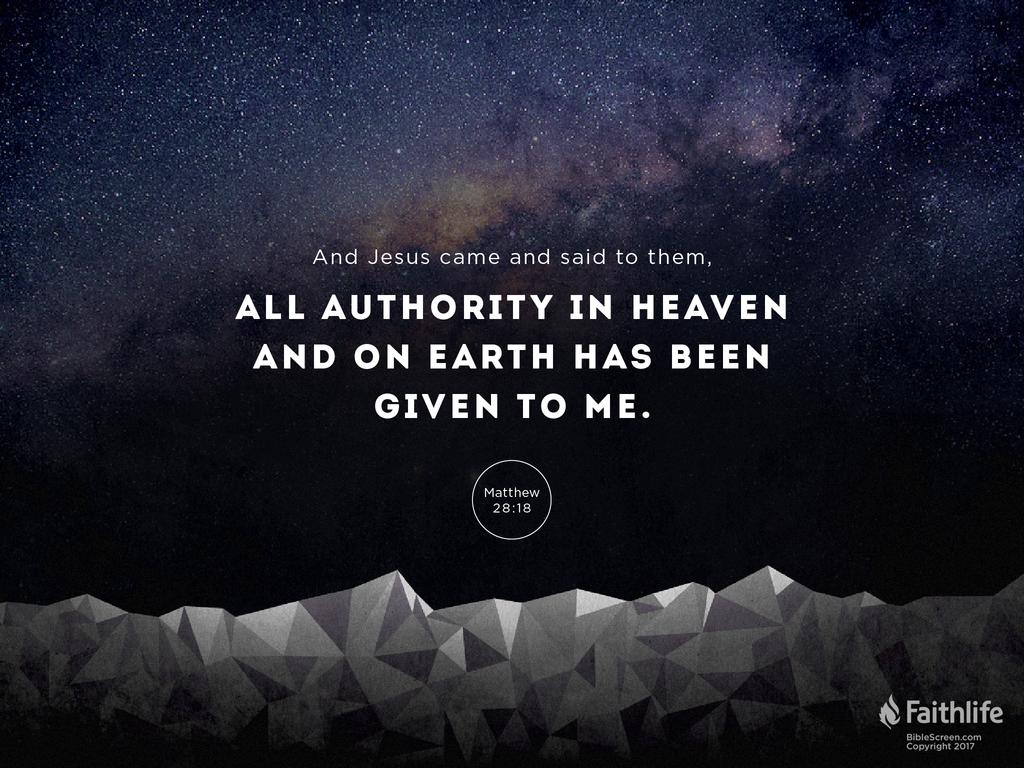 And Jesus came and said to them,
ALL AUTHORITY IN HEAVEN
AND ON EARTH HAS BEEN
GIVEN TO ME.
Matthew
28:18
Faithlife
BibleScreen.com
Copyright 2017